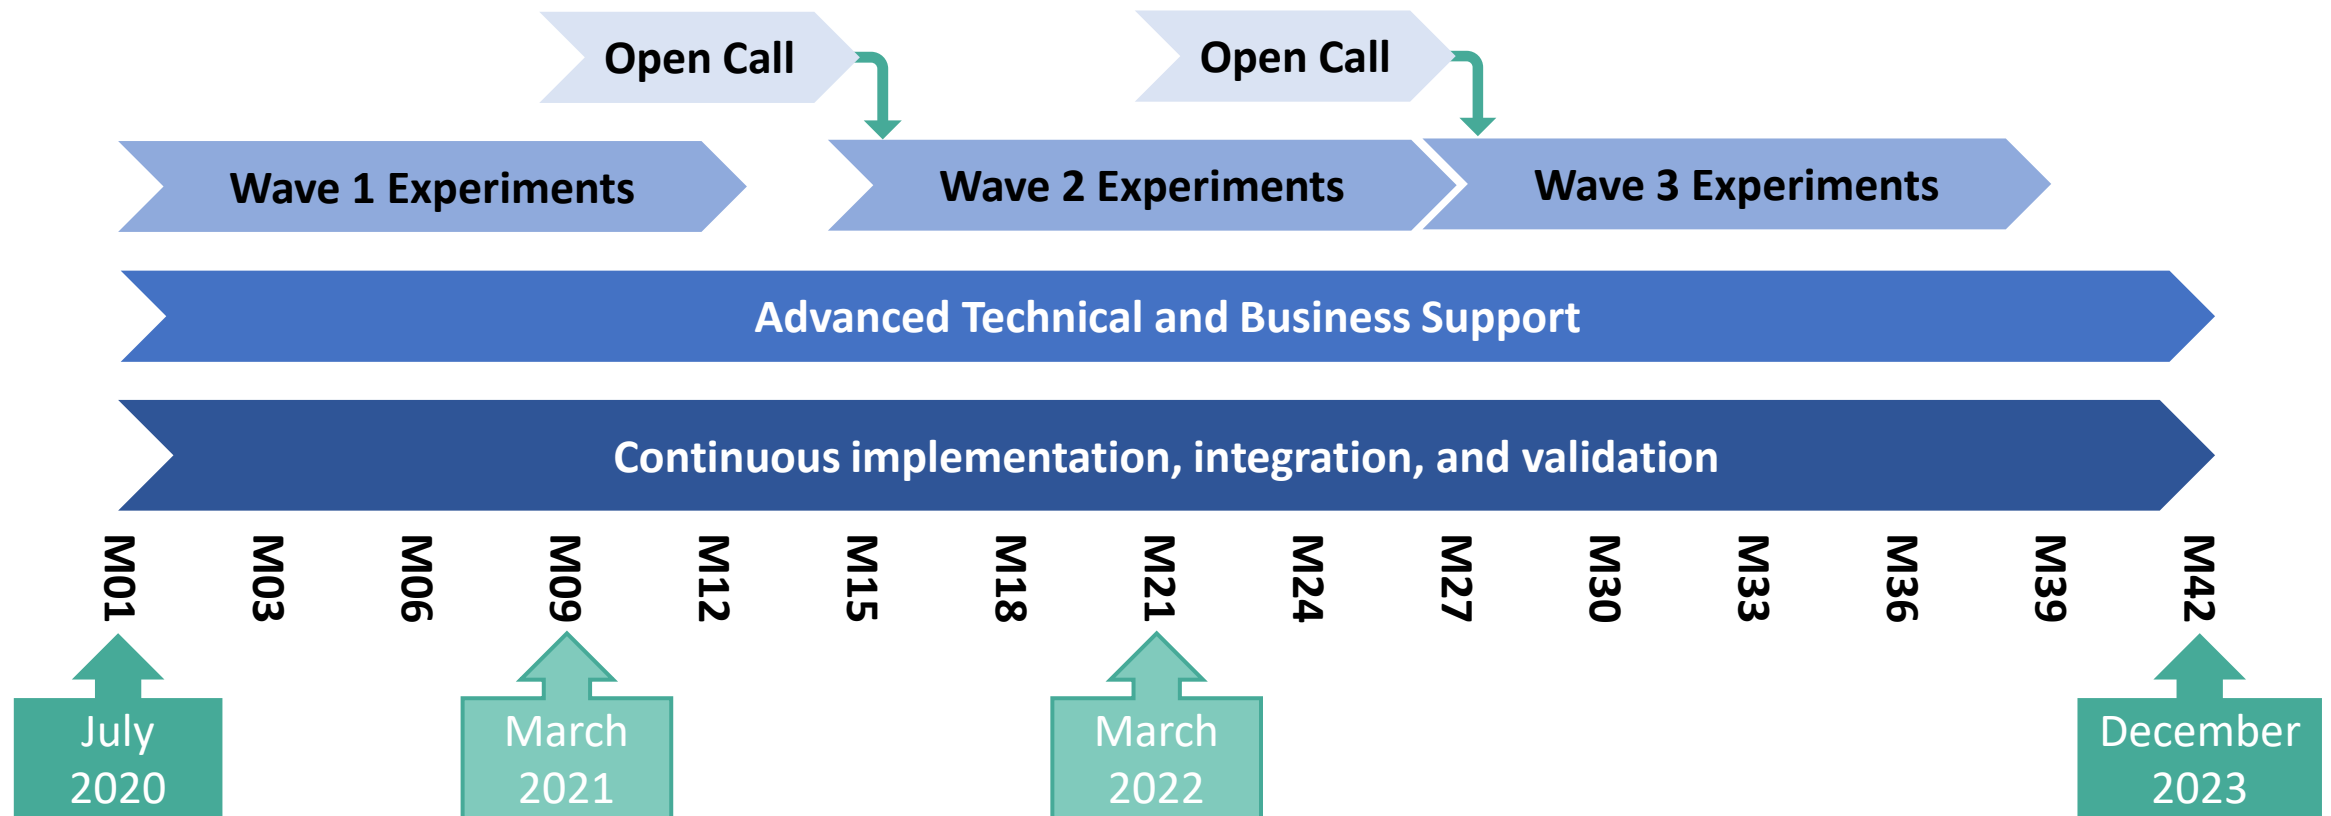 Open Call
Open Call
Wave 1 Experiments
Wave 2 Experiments
Wave 3 Experiments
Advanced Technical and Business Support
Continuous implementation, integration, and validation
M01
M03
M06
M09
M12
M15
M18
M21
M24
M27
M30
M33
M36
M39
M42
July
2020
March
2021
March
2022
December
2023